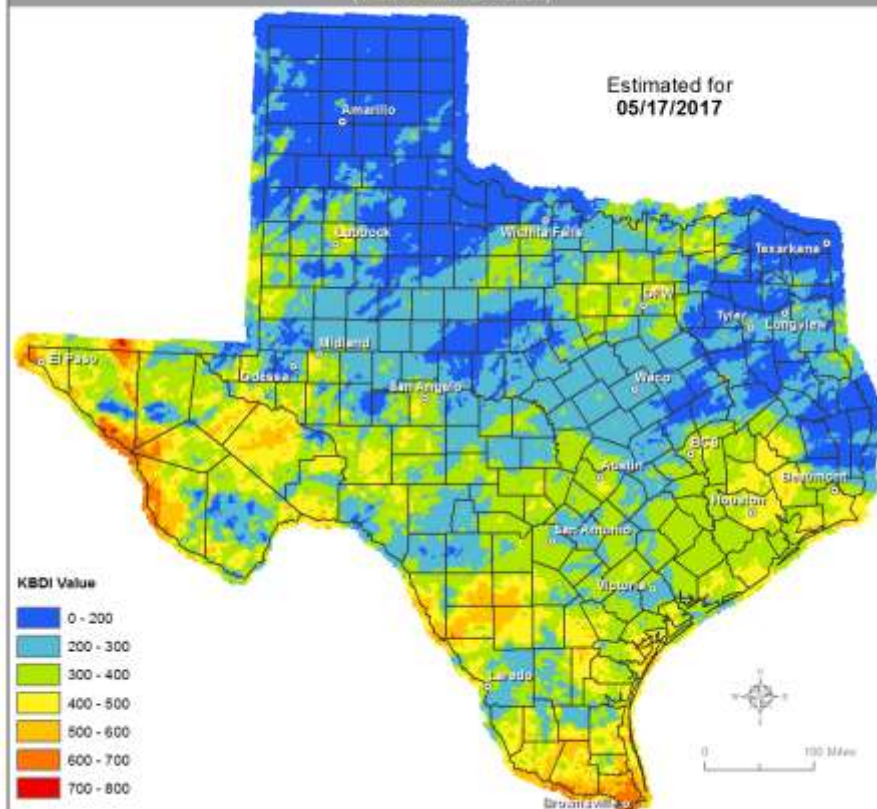 Estimated for
05/17/2017
Amarillo
Lubbock
Wichita Falls
Texarkana
DFW
Tyler
Longview
Midland
El Paso
Odessa
San Angelo
Waco
BCS
Austin
Beaumont
Houston
San Antonio
Victoria
Laredo
Brownsville
KBDI Value
0 - 200
200 - 300
300 - 400
400 - 500
500 - 600
600 - 700
700 - 800
0 100 Miles